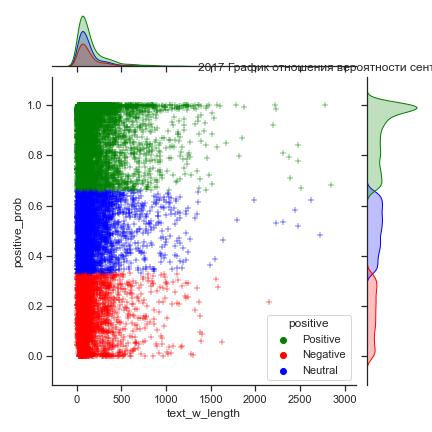 2017 График отношения вероятности сент
1.0
0.8
0.6
0.4
0.2
0.0
positive_prob
0 500 1000 1500 2000 2500 3000
text_w_length
positive
Positive
Negative
Neutral